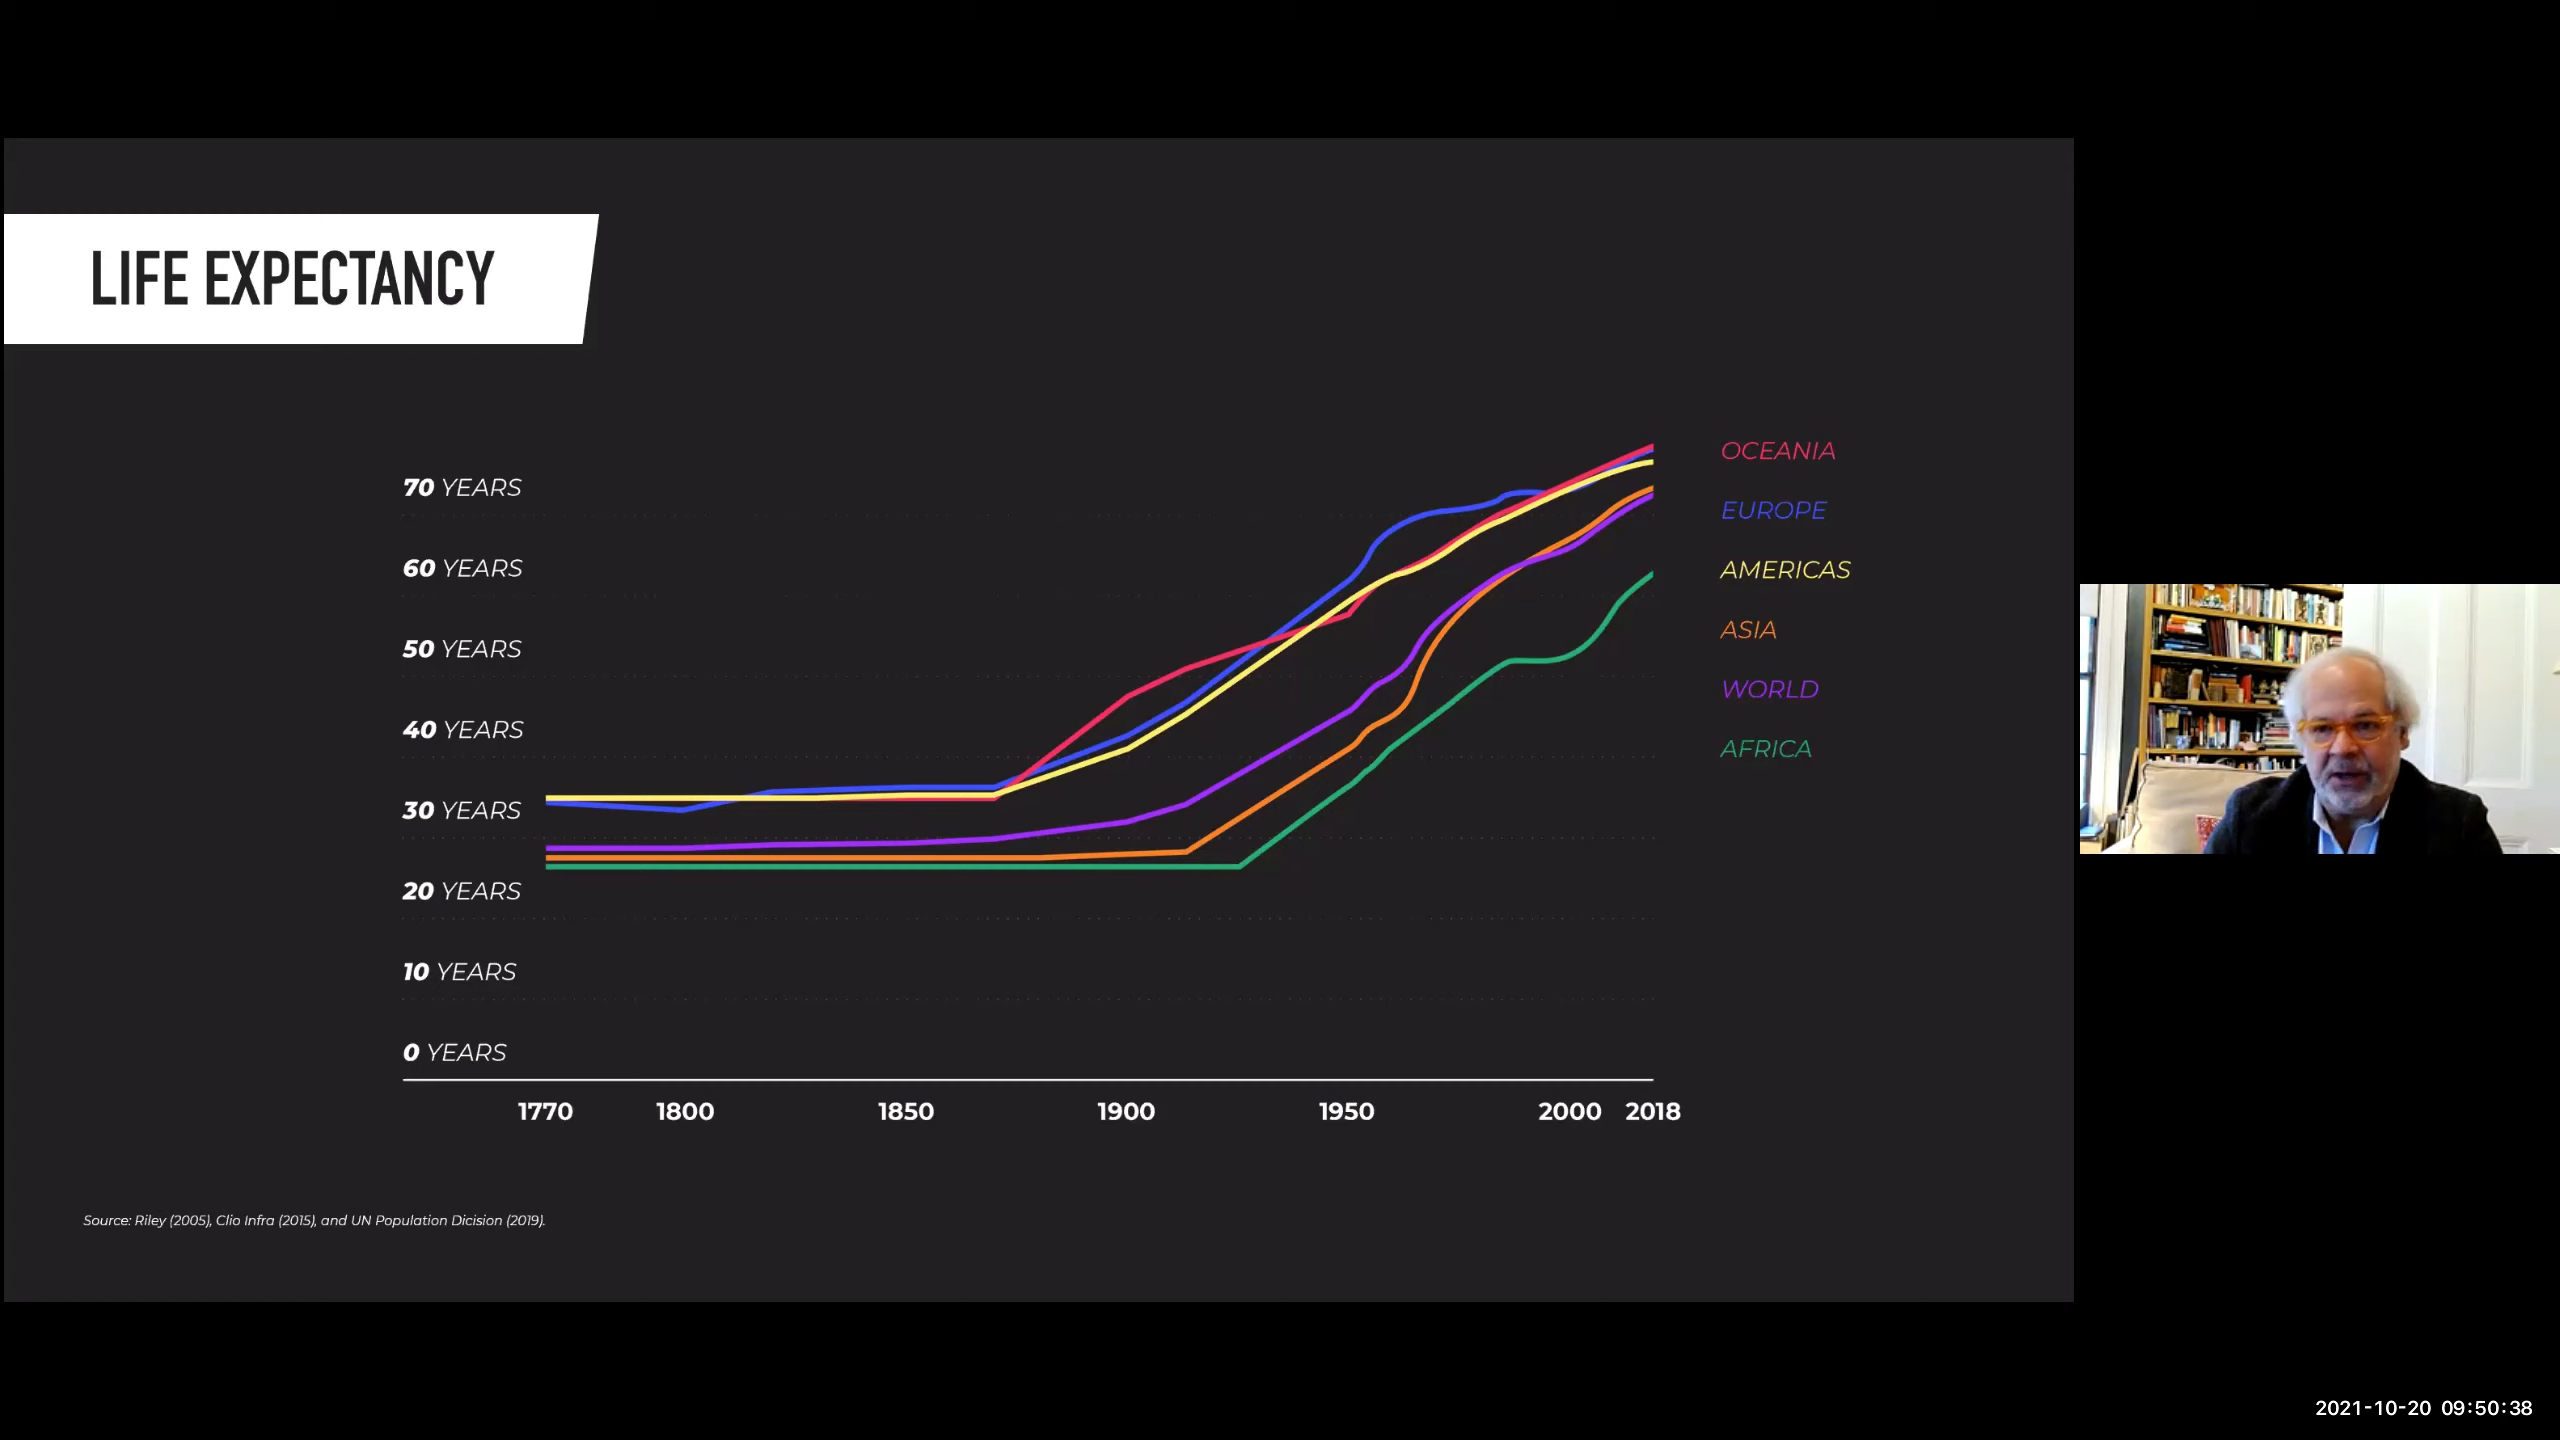 LIFE EXPECTANCY
70 YEARS
60 YEARS
50 YEARS
40 YEARS
30 YEARS
20 YEARS
10 YEARS
0 YEARS
1770 1800 1850 1900 1950 2000 2018
OCEANIA
EUROPE
AMERICAS
ASIA
WORLD
AFRICA
Source: Riley (2005), Clio Infra (2015), and UN Population Dicision (2019).
2021-10-20 09:50:38